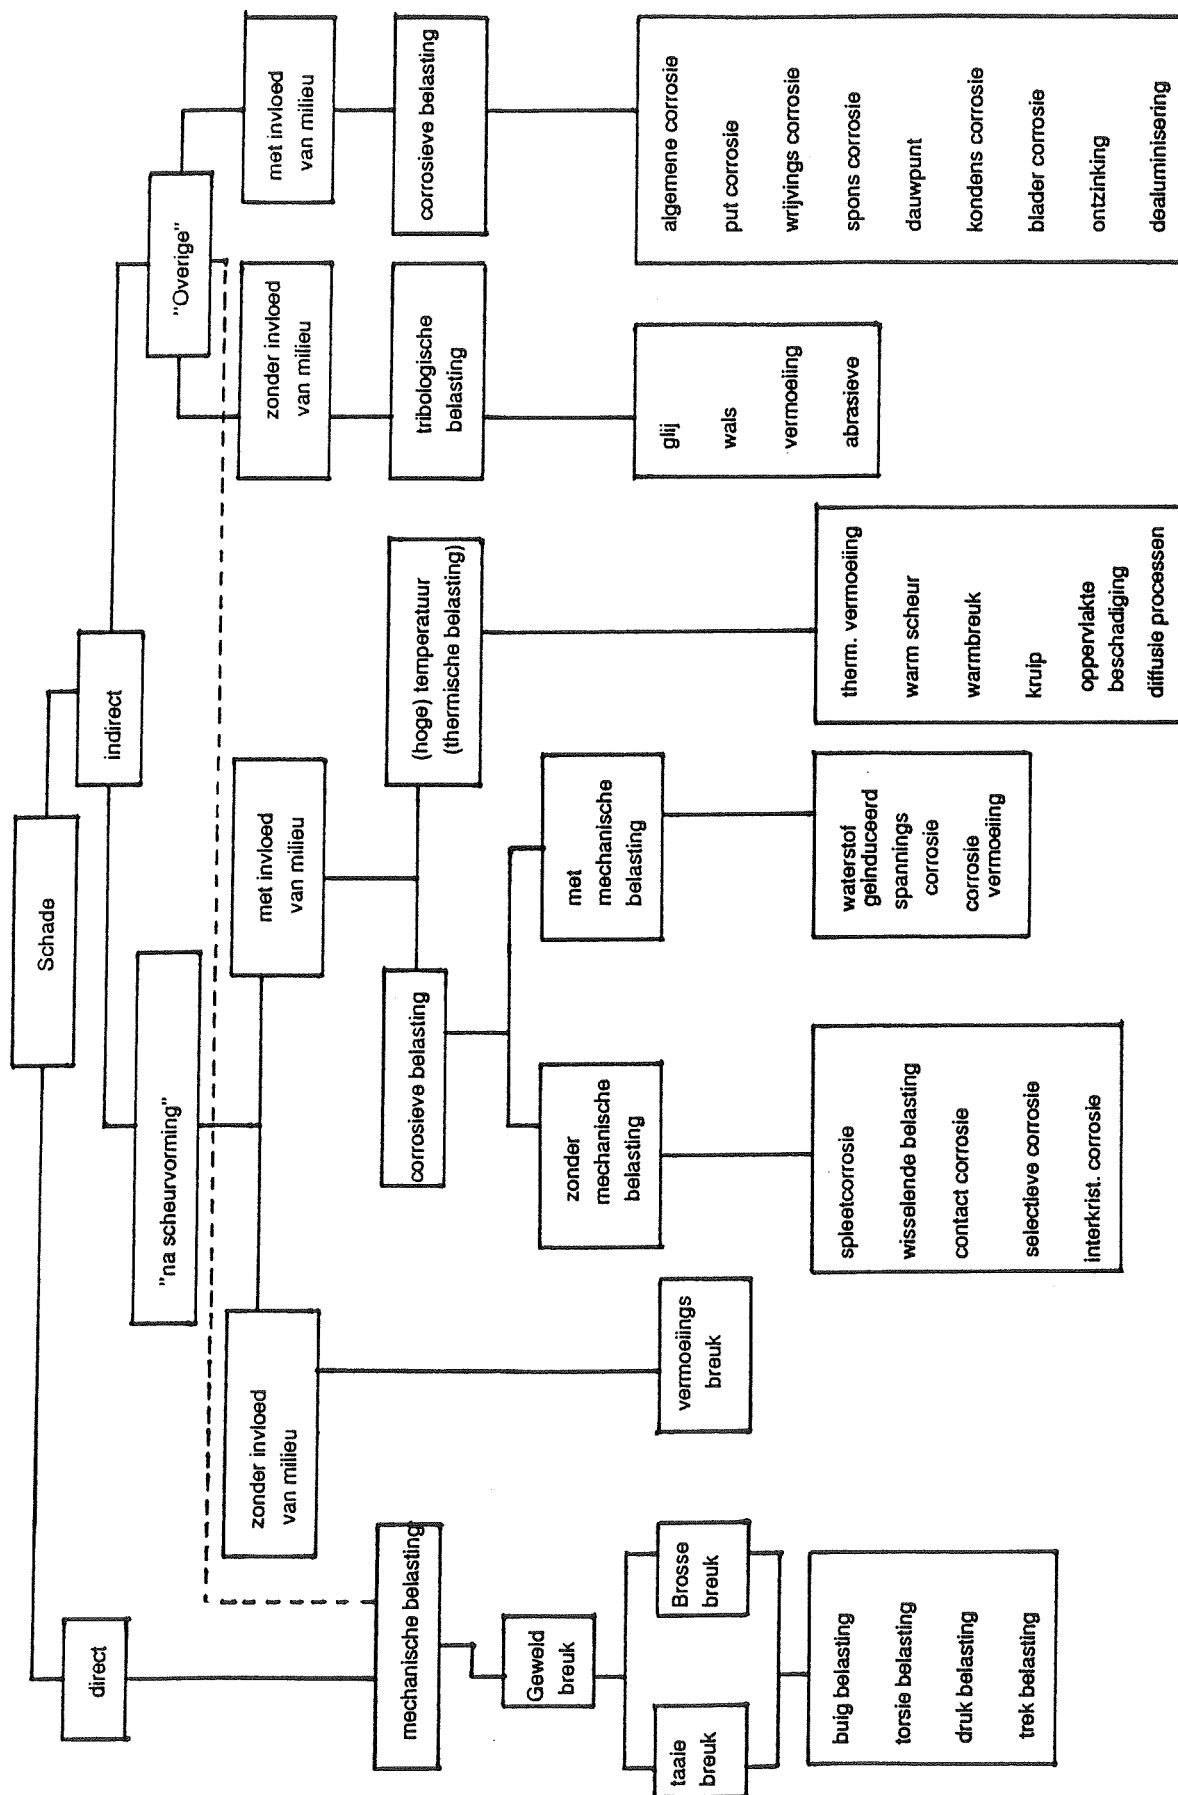 Schade
direct
indirect
"na scheurvorming"
"Overige"
zonder invloed
van milieu
met invloed
van milieu
zonder invloed
van milieu
met invloed
van milieu
mechanische belasting
corrosieve belasting
(hoge) temperatuur
(thermische belasting)
tribologische
belasting
corrosieve belasting
Geweld
breuk
zonder
mechanische
belasting
met
mechanische
belasting
taaie
breuk
Brosse
breuk
vermoeiings
breuk
glij
wals
vermoeiing
abrasieve
algemene corrosie
put corrosie
wrijvings corrosie
spons corrosie
dauwpunt
kondens corrosie
blader corrosie
ontzinking
dealuminisering
buig belasting
torsie belasting
druk belasting
trek belasting
spleetcorrosie
wisselende belasting
contact corrosie
selectieve corrosie
interkrist. corrosie
waterstof
geinduceerd
spannings
corrosie
corrosie
vermoeiing
therm. vermoeiing
warm scheur
warmbreuk
kruip
oppervlakte
beschadiging
diffusie processen